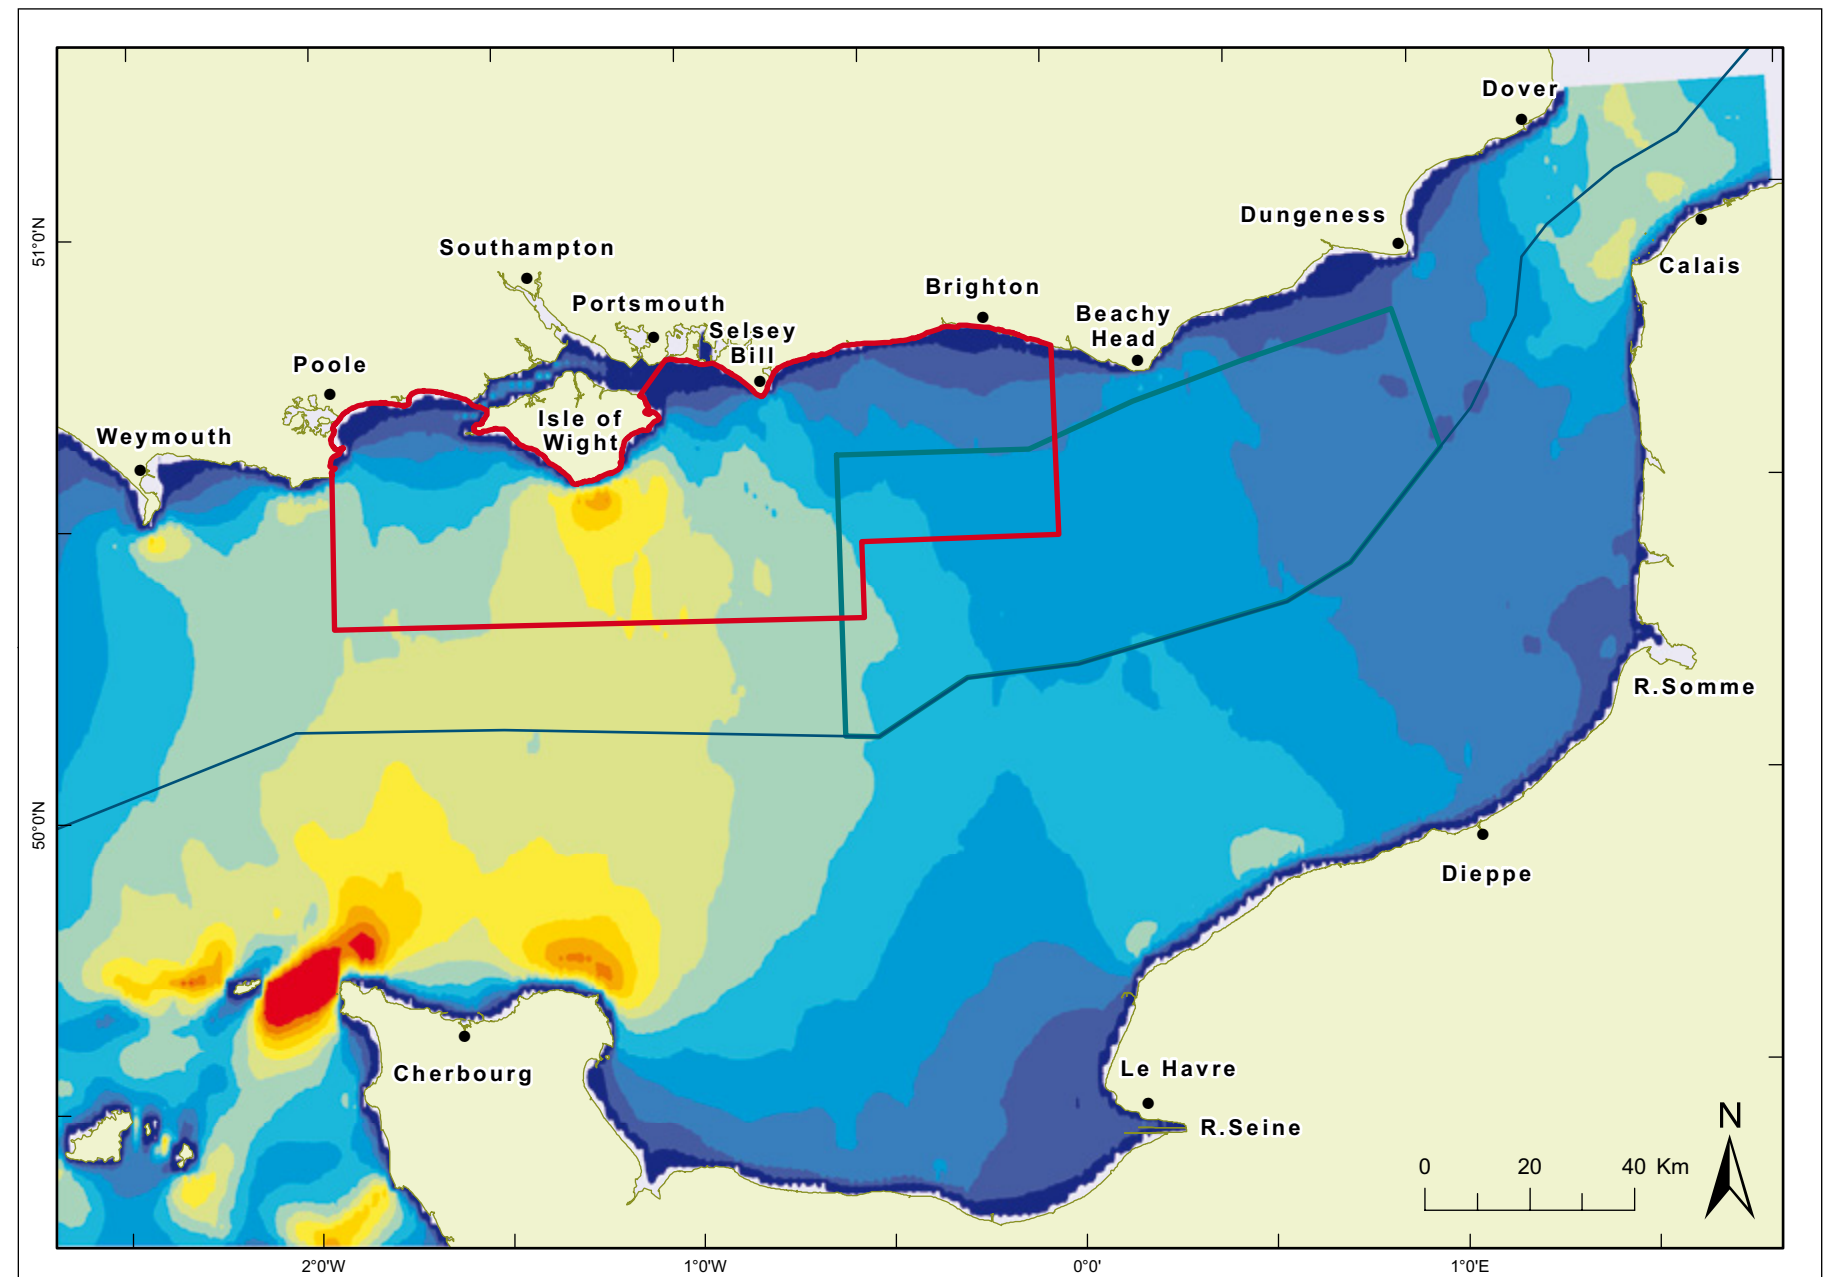 Dover
Dungeness
Calais
Southampton
Portsmouth
Brighton
Selsey
Bill
Beachy
Head
Poole
Isle of
Wight
Weymouth
51°0'N
R.Somme
50°0'N
Dieppe
Cherbourg
Le Havre
R.Seine
N
0 20 40 Km
2°0'W 1°0'W 0°0' 1°0'E